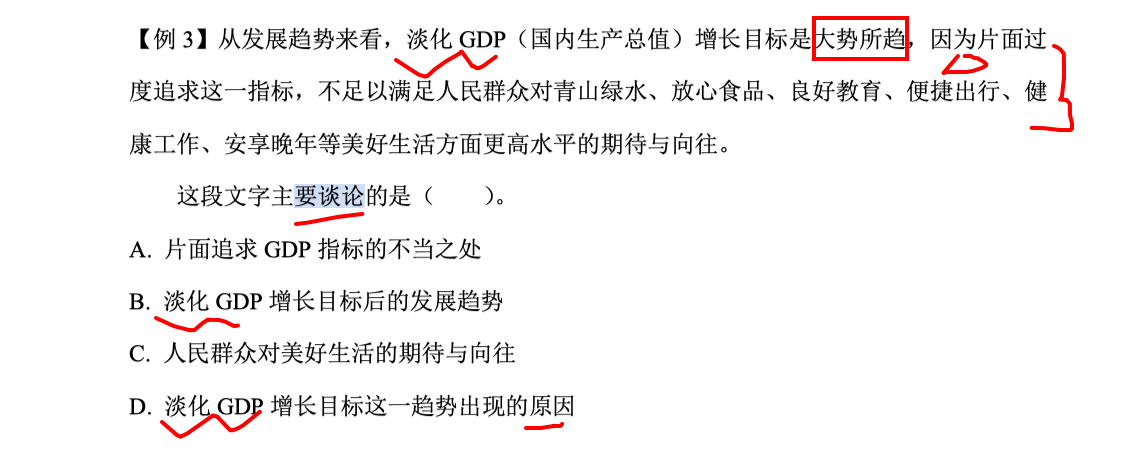 【例 3】从发展趋势来看，淡化 GDP（国内生产总值）增长目标是大势所趋，因为片面过
度追求这一指标，不足以满足人民群众对青山绿水、放心食品、良好教育、便捷出行、健
康工作、安享晚年等美好生活方面更高水平的期待与向往。
这段文字主要谈论的是（　　）。
A. 片面追求 GDP 指标的不当之处
B. 淡化 GDP 增长目标后的发展趋势
C. 人民群众对美好生活的期待与向往
D. 淡化 GDP 增长目标这一趋势出现的原因